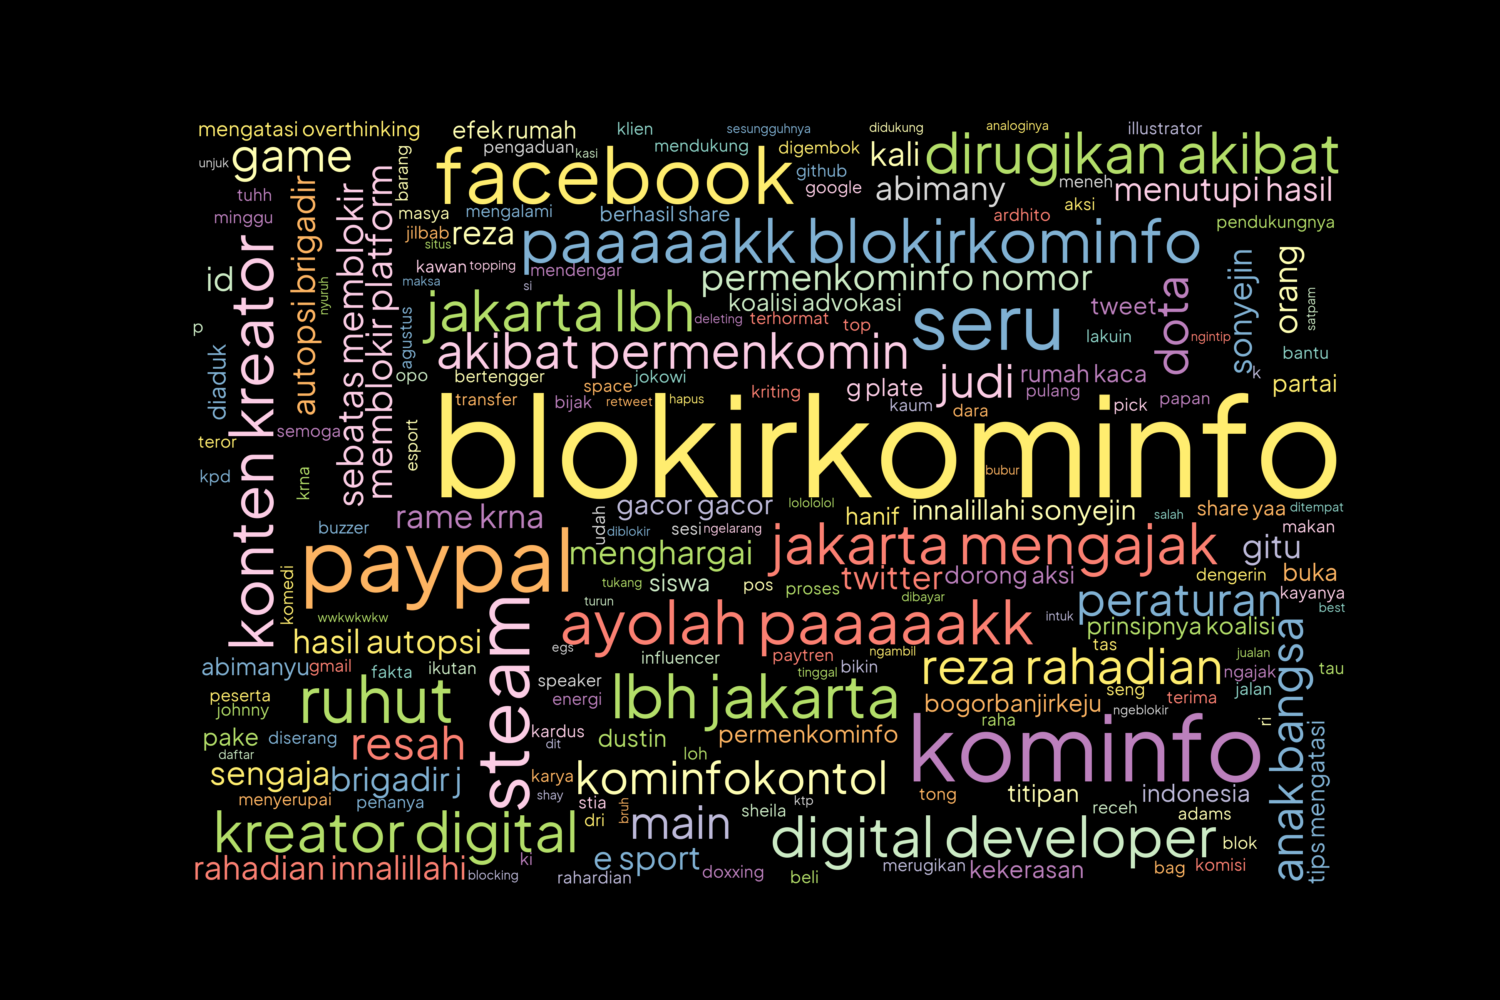 mengatasi overthinking
efek rumah
klien
sesungguhnya
didukung
analoginya
illustrator
unjuk
game
barang
pengaduan
kasi
mendukung
digembok
kali
dirugikan akibat
facebook
github
google
abimany
meneh
menutupi hasil
tuhh
minggu
autopsi brigadir
sebatas memblokir
memblokir platform
masya
mengalami
berhasil share
ardhito
aksi
pendukungnya
jilbab
situs
reza
paaaaakk blokirkominfo
sonyejin
orang
id
konten kreator
nyuruh
kawan
topping
mendengar
permenkominfo nomor
maksa
si
koalisi advokasi
tweet
dota
satpam
p
agustus
jakarta lbh
deleting
terhormat
top
seru
lakuin
ngintip
diaduk
akibat permenkomin
bantu
opo
bertengger
space
jokowi
kriting
g plate
judi
rumah kaca
pulang
k
partai
transfer
bijak
retweet
hapus
kaum
dara
pick
papan
teror
semoga
esport
blokirkominfo
bubur
kpd
krna
buzzer
rame krna
udah
gacor gacor
lolololol
hanif
innalillahi sonyejin
salah
share yaa
ditempat
diblokir
sesi
ngelarang
makan
paypal
menghargai
jakarta mengajak
gitu
komedi
tukang
siswa
pos
proses
twitter
dorong aksi
dengerin
buka
wwkwkwkw
steam
turun
dibayar
peraturan
kayanya
best
intuk
hasil autopsi
ayolah paaaaakk
prinsipnya koalisi
anak bangsa
egs
influencer
paytren
ngambil
tas
jualan
abimanyu
gmail
fakta
ikutan
bikin
reza rahadian
ngajak
tau
tinggal
peserta
johnny
ruhut
speaker
energi
lbh jakarta
seng
jalan
bogorbanjirkeju
ngeblokir
terima
pake
diserang
resah
kardus
dit
dustin
permenkominfo
raha
kominfo
ri
daftar
loh
tips mengatasi
sengaja
brigadir j
karya
kominfokontol
menyerupai
penanya
shay
stia
bruh
sheila
ktp
tong
titipan
receh
indonesia
adams
kreator digital
dri
main
digital developer
blok
rahadian innalillahi
ki
blocking
e sport
rahardian
doxxing
beli
merugikan
kekerasan
bag
komisi